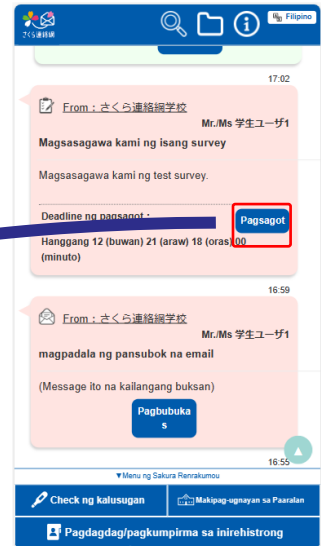 さくら連絡網
Filipino
17:02
From：さくら連絡網学校
Mr./Ms 学生ユーザ1
Magsasagawa kami ng isang survey
Magsasagawa kami ng test survey.
Deadline ng pagsagot :
Pagsagot
Hanggang 12 (buwan) 21 (araw) 18 (oras) 00
(minuto)
16:59
From：さくら連絡網学校
Mr./Ms 学生ユーザ1
magpadala ng pansubok na email
(Message ito na kailangang buksan)
Pagbubuka
s
16:55
▼Menu ng Sakura Renrakumou
Check ng kalusugan
Makipag-ugnayan sa Paaralan
Pagdagdag/pagkumpirma sa inirehistrong